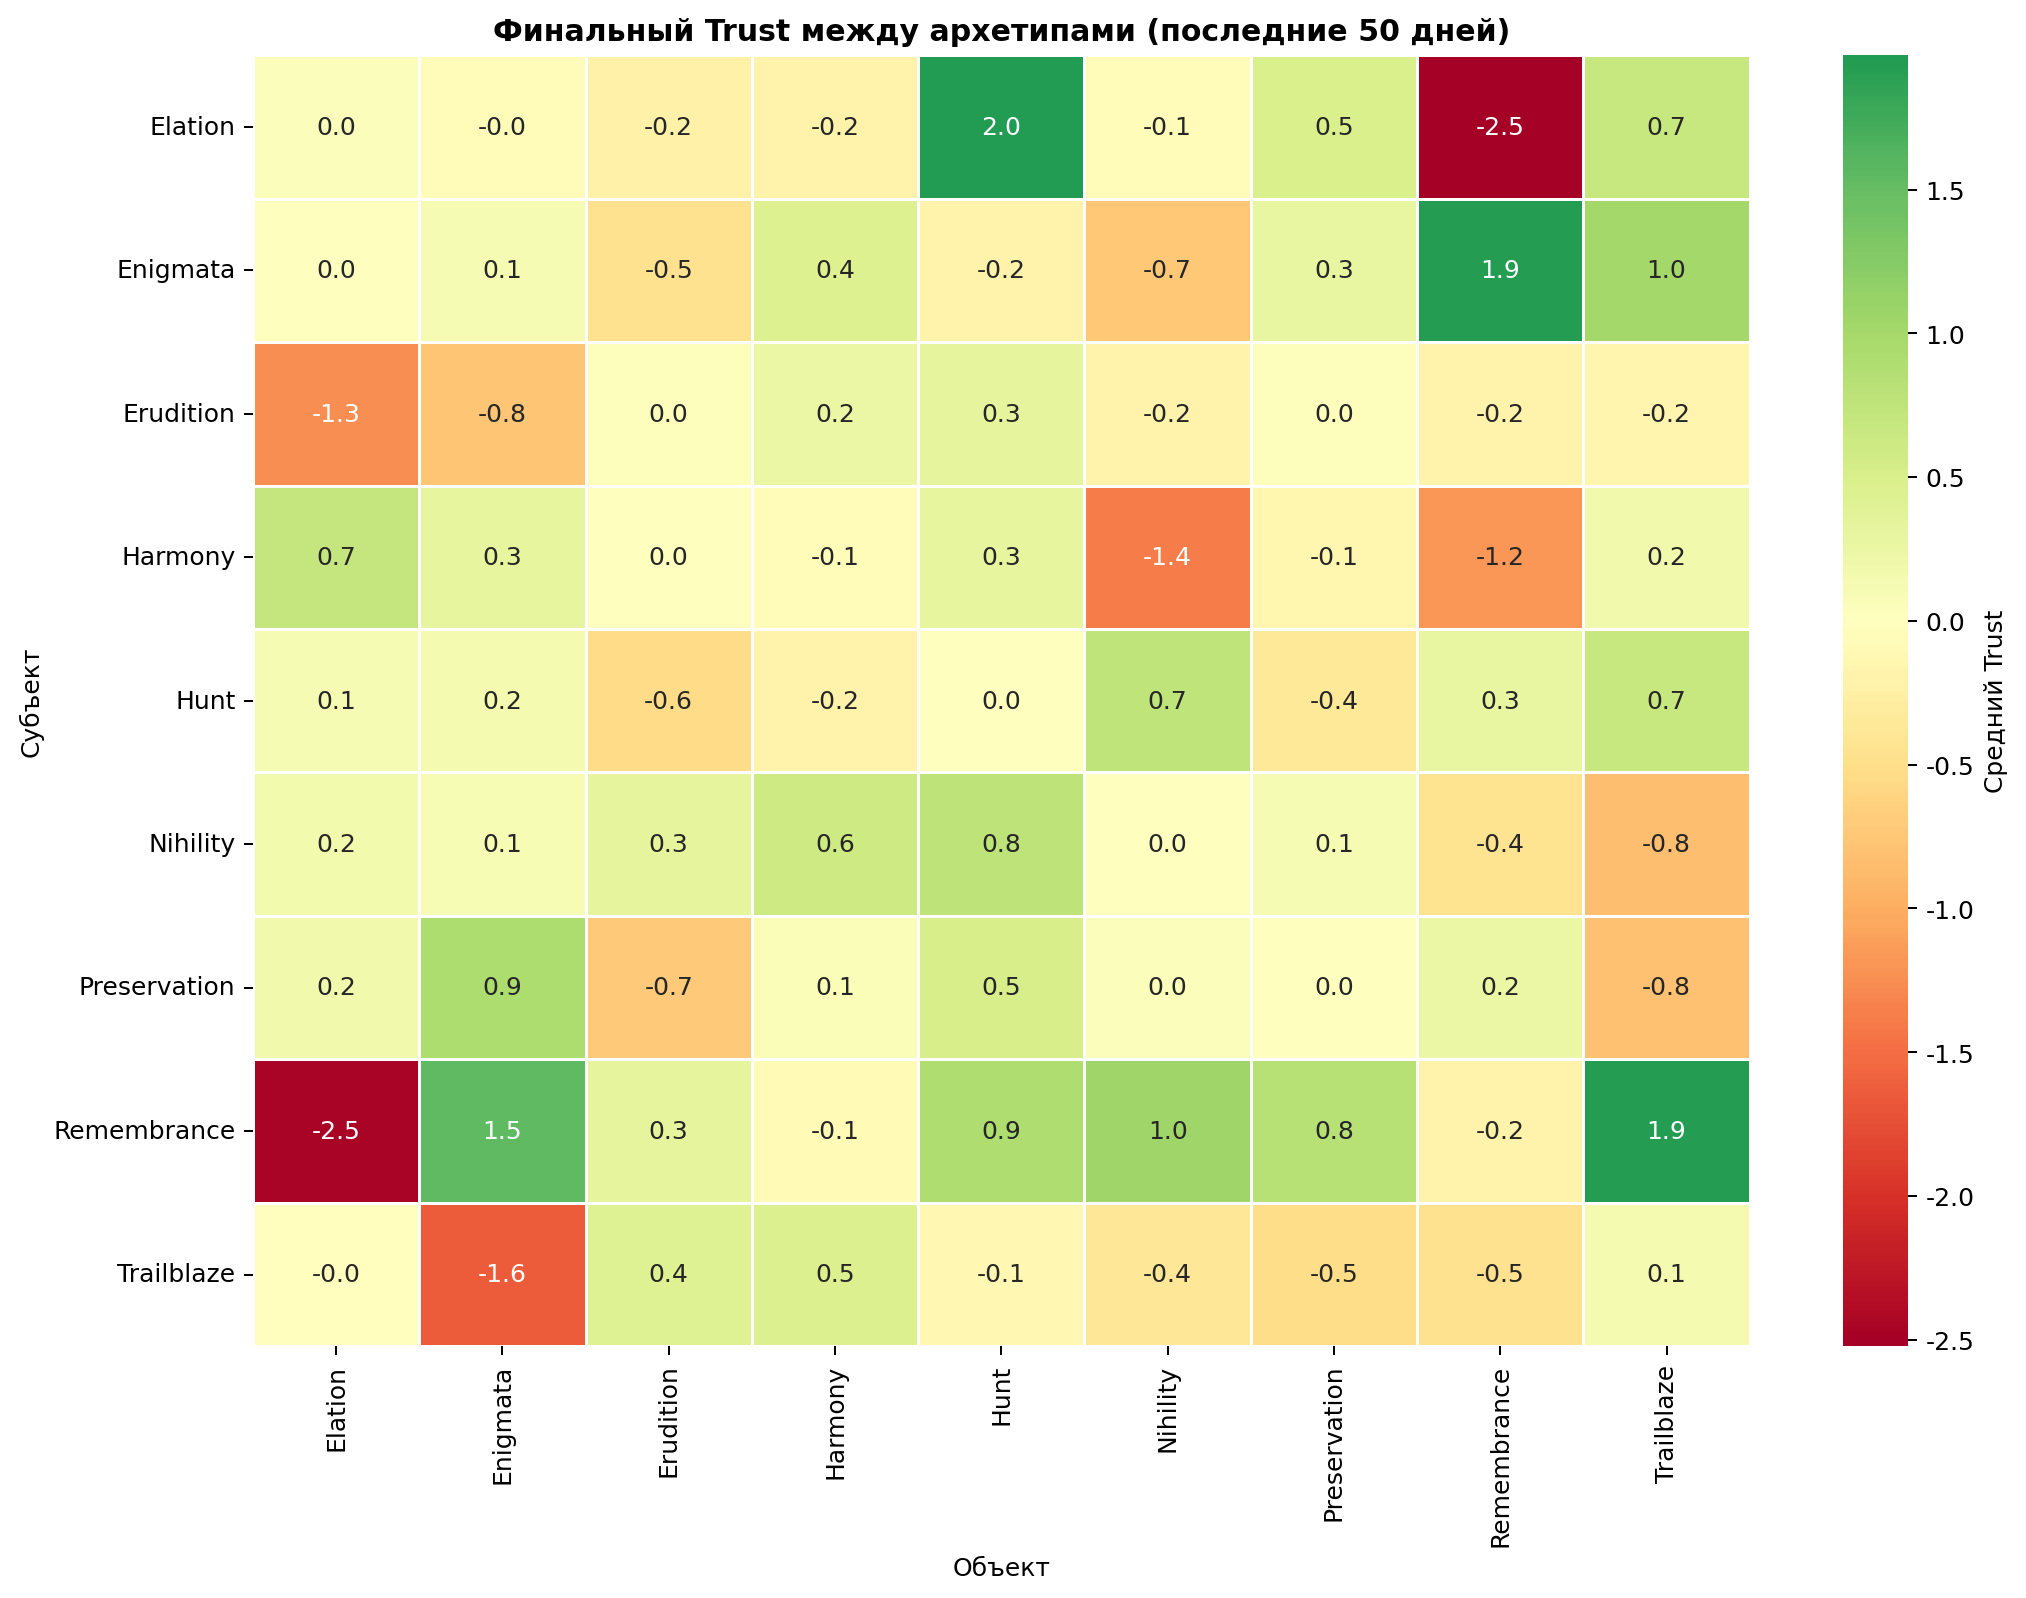 Финальный Trust между архетипами (последние 50 дней)
Elation 0.0 -0.0 -0.2 -0.2 2.0 -0.1 0.5 -2.5 0.7
Enigmata 0.0 0.1 -0.5 0.4 -0.2 -0.7 0.3 1.9 1.0
Erudition -1.3 -0.8 0.0 0.2 0.3 -0.2 0.0 -0.2 -0.2
Harmony 0.7 0.3 0.0 -0.1 0.3 -1.4 -0.1 -1.2 0.2
Hunt 0.1 0.2 -0.6 -0.2 0.0 0.7 -0.4 0.3 0.7
Nihility 0.2 0.1 0.3 0.6 0.8 0.0 0.1 -0.4 -0.8
Preservation 0.2 0.9 -0.7 0.1 0.5 0.0 0.0 0.2 -0.8
Remembrance -2.5 1.5 0.3 -0.1 0.9 1.0 0.8 -0.2 1.9
Trailblaze -0.0 -1.6 0.4 0.5 -0.1 -0.4 -0.5 -0.5 0.1
Elation Enigmata Erudition Harmony Hunt Nihility Preservation Remembrance Trailblaze
Объект
Субъект
1.5
1.0
0.5
0.0
-0.5
-1.0
-1.5
-2.0
-2.5
Средний Trust